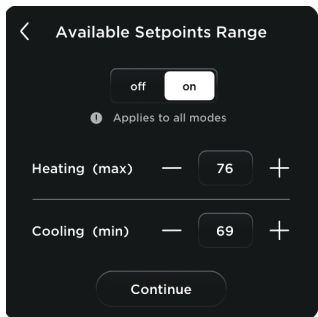 Available Setpoints Range
off on
Applies to all modes
Heating (max) 76
Cooling (min) 69
Continue